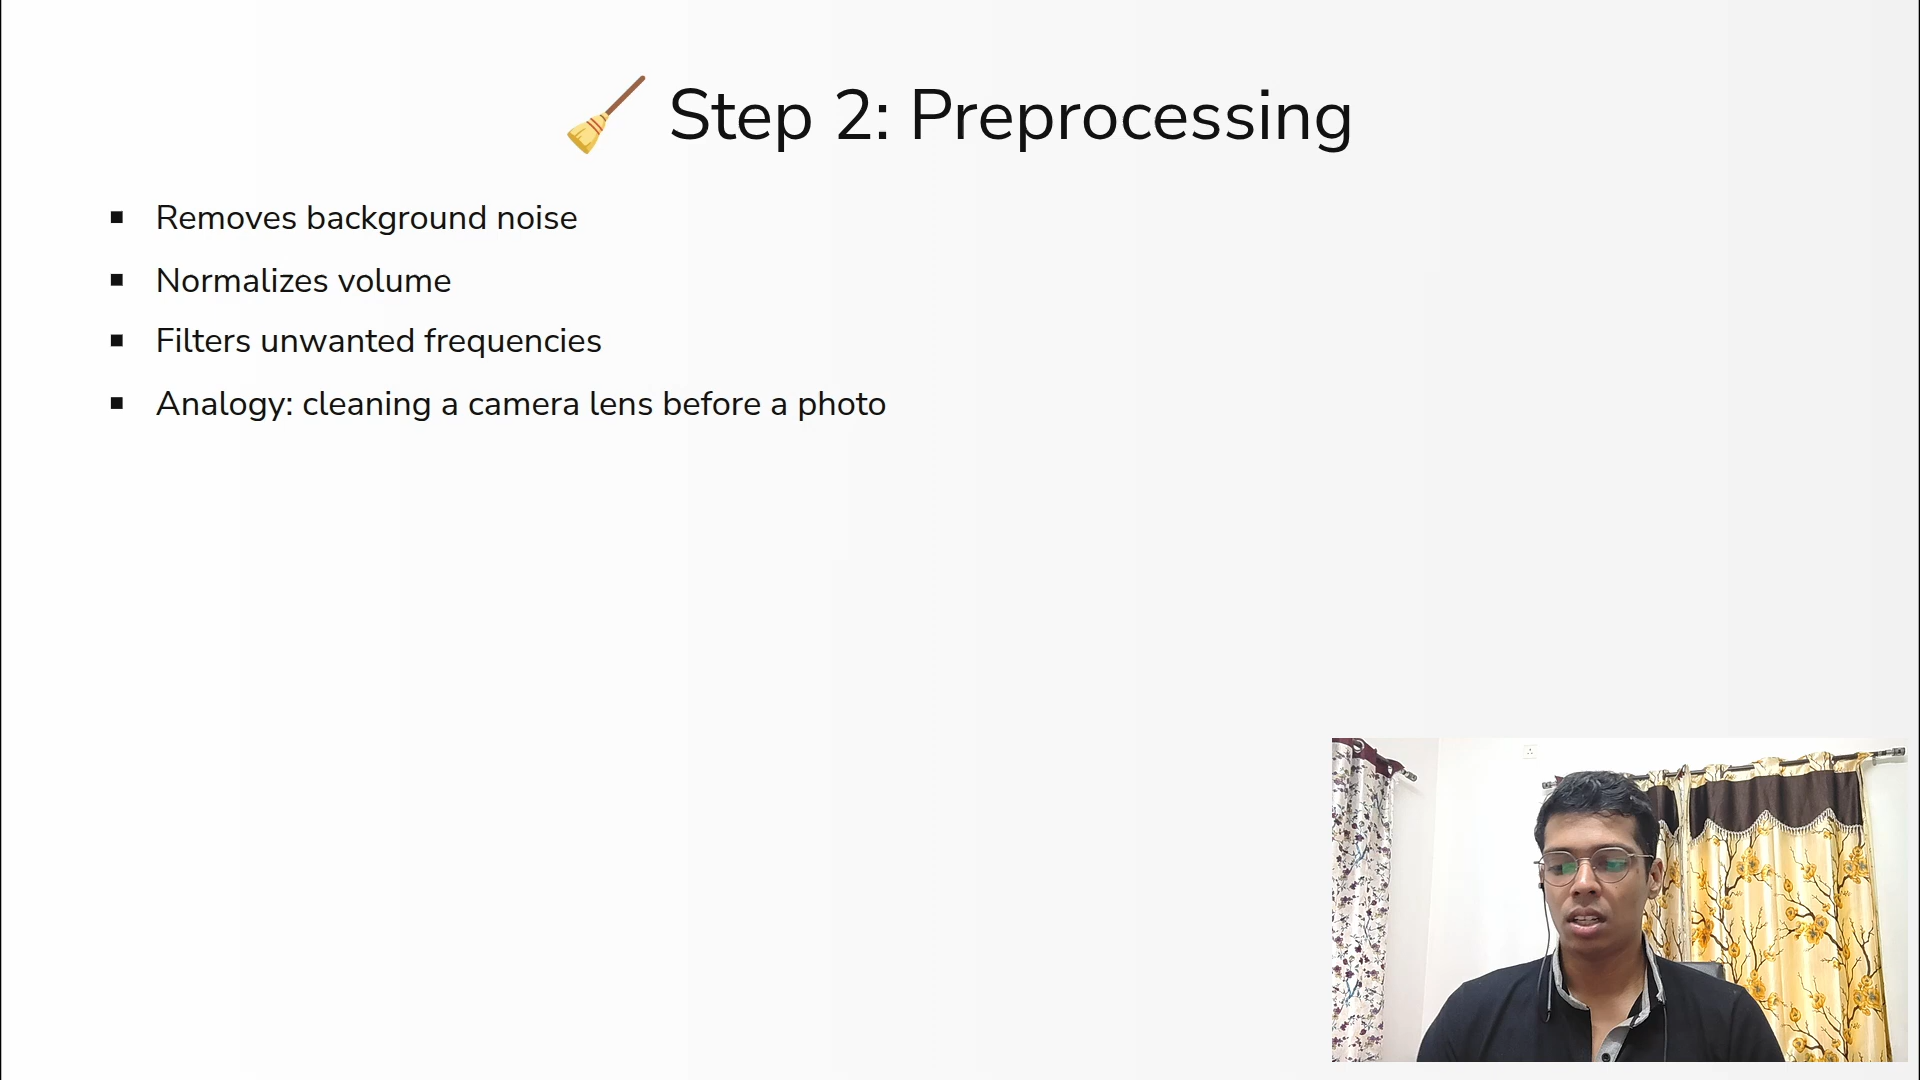 🧹 Step 2: Preprocessing
▪ Removes background noise
▪ Normalizes volume
▪ Filters unwanted frequencies
▪ Analogy: cleaning a camera lens before a photo